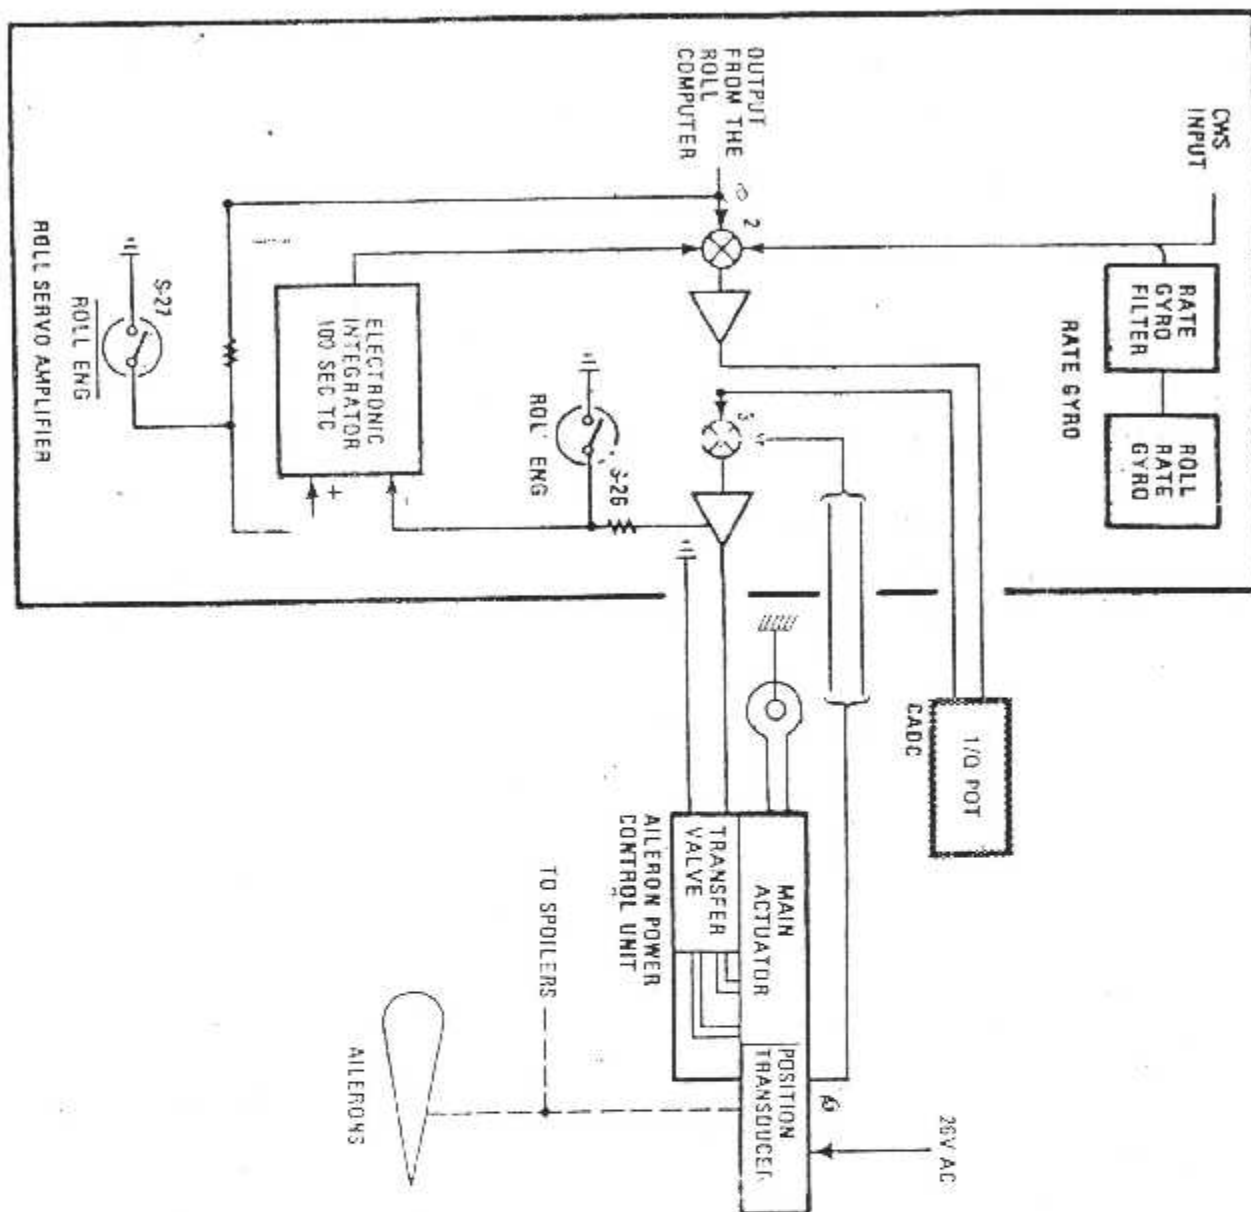 CWS
INPUT
RATE
GYRO
FILTER
ROLL
RATE
GYRO
RATE GYRO
1/Q POT
CADC
26V AC
OUTPUT
FROM THE
ROLL
COMPUTER
2
3
MAIN
ACTUATOR
POSITION
TRANSDUCER
TRANSFER
VALVE
AILERON POWER
CONTROL UNIT
S-26
ROL' ENG
TO SPOILERS
ELECTRONIC
INTEGRATOR
100 SEC TC
+
-
AILERONS
S-27
ROLL ENG
ROLL SERVO AMPLIFIER